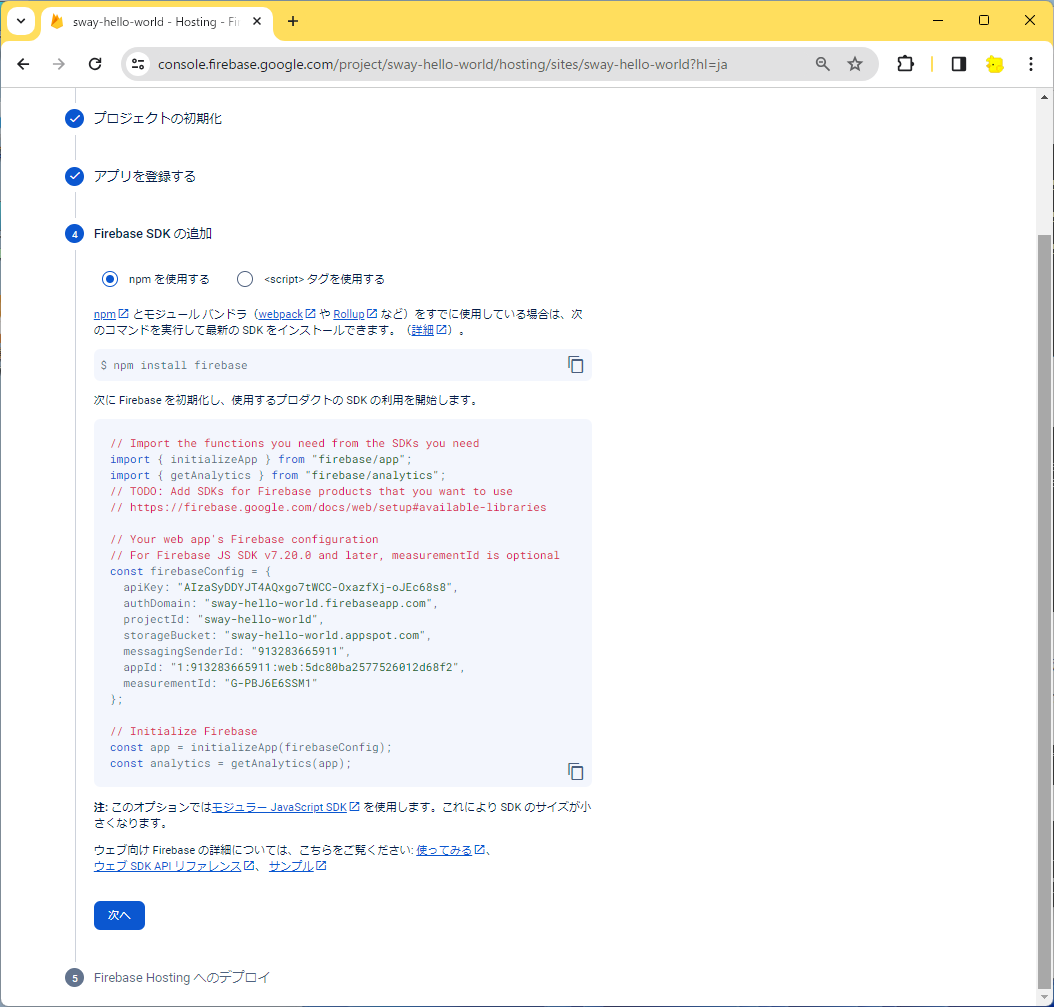 sway-hello-world - Hosting - Fi
console.firebase.google.com/project/sway-hello-world/hosting/sites/sway-hello-world?hl=ja
プロジェクトの初期化
アプリを登録する
4 Firebase SDK の追加
npm を使用する <script> タグを使用する
npm とモジュール バンドラ（webpack や Rollup など）をすでに使用している場合は、次
のコマンドを実行して最新の SDK をインストールできます。（詳細）。
$ npm install firebase
次に Firebase を初期化し、使用するプロダクトの SDK の利用を開始します。
// Import the functions you need from the SDKs you need
import { initializeApp } from "firebase/app";
import { getAnalytics } from "firebase/analytics";
// TODO: Add SDKs for Firebase products that you want to use
// https://firebase.google.com/docs/web/setup#available-libraries
// Your web app's Firebase configuration
// For Firebase JS SDK v7.20.0 and later, measurementId is optional
const firebaseConfig = {
apiKey: "AIzaSyDDYJT4AQxgo7tWCC-OxazfXj-oJEc68s8",
authDomain: "sway-hello-world.firebaseapp.com",
projectId: "sway-hello-world",
storageBucket: "sway-hello-world.appspot.com",
messagingSenderId: "913283665911",
appId: "1:913283665911:web:5dc80ba2577526012d68f2",
measurementId: "G-PBJ6E6SSM1"
};
// Initialize Firebase
const app = initializeApp(firebaseConfig);
const analytics = getAnalytics(app);
注: このオプションではモジュラー JavaScript SDK を使用します。これにより SDK のサイズが小
さくなります。
ウェブ向け Firebase の詳細については、こちらをご覧ください: 使ってみる、
ウェブ SDK API リファレンス、 サンプル
次へ
5 Firebase Hosting へのデプロイ